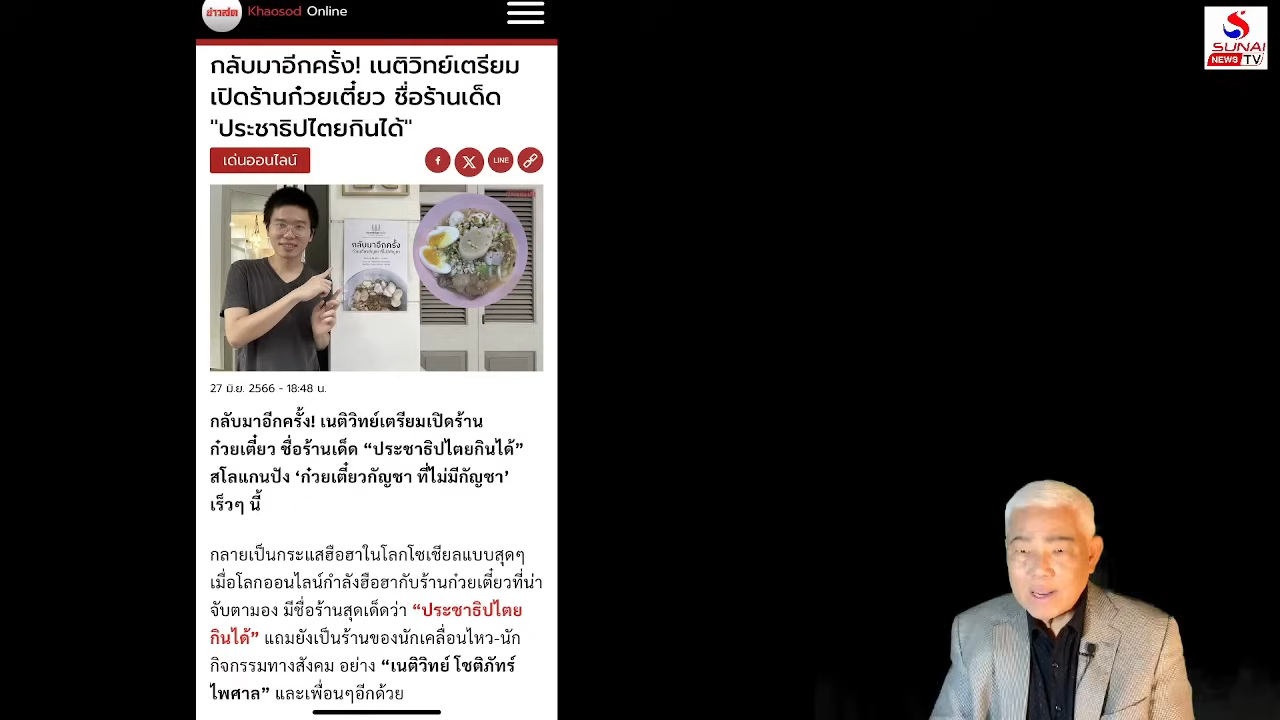 ข่าวสด Khaosod Online
SUNAI
NEWS TV
กลับมาอีกครั้ง! เนติวิทย์เตรียม
เปิดร้านก๋วยเตี๋ยว ชื่อร้านเด็ด
"ประชาธิปไตยกินได้"
เด่นออนไลน์
f X LINE
กลับมาอีกครั้ง
27 มิ.ย. 2566 - 18:48 น.
กลับมาอีกครั้ง! เนติวิทย์เตรียมเปิดร้าน
ก๋วยเตี๋ยว ชื่อร้านเด็ด “ประชาธิปไตยกินได้”
สโลแกนปัง ‘ก๋วยเตี๋ยวกัญชา ที่ไม่มีกัญชา’
เร็วๆ นี้
กลายเป็นกระแสฮือฮาในโลกโซเชียลแบบสุดๆ
เมื่อโลกออนไลน์กำลังฮือฮากับร้านก๋วยเตี๋ยวที่น่า
จับตามอง มีชื่อร้านสุดเด็ดว่า “ประชาธิปไตย
กินได้” แถมยังเป็นร้านของนักเคลื่อนไหว-นัก
กิจกรรมทางสังคม อย่าง “เนติวิทย์ โชติภัทร์
ไพศาล” และเพื่อนๆอีกด้วย